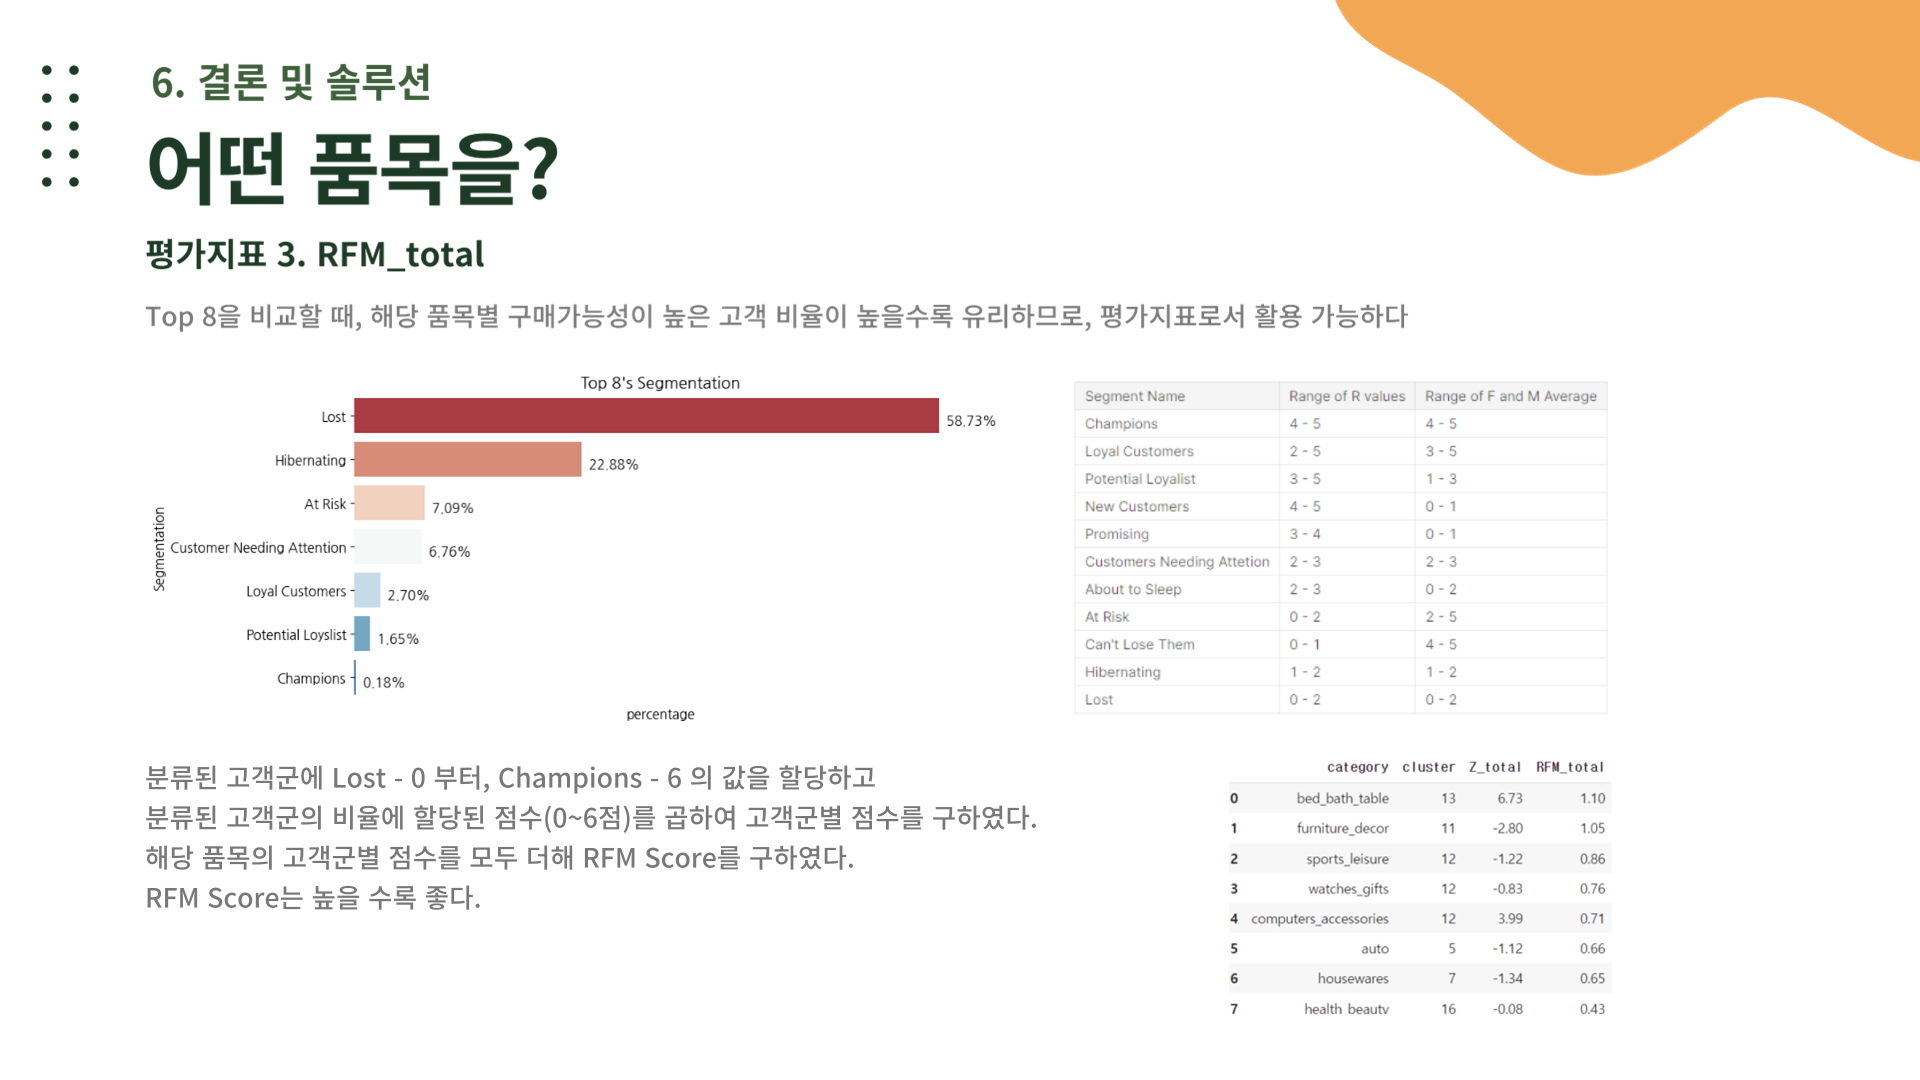 6. 결론 및 솔루션
어떤 품목을?
평가지표 3. RFM_total
Top 8을 비교할 때, 해당 품목별 구매가능성이 높은 고객 비율이 높을수록 유리하므로, 평가지표로서 활용 가능하다
Top 8's Segmentation
Segmentation
Lost 58.73%
Hibernating 22.88%
At Risk 7.09%
Customer Needing Attention 6.76%
Loyal Customers 2.70%
Potential Loyslist 1.65%
Champions 0.18%
percentage
Segment Name Range of R values Range of F and M Average
Champions 4 - 5 4 - 5
Loyal Customers 2 - 5 3 - 5
Potential Loyalist 3 - 5 1 - 3
New Customers 4 - 5 0 - 1
Promising 3 - 4 0 - 1
Customers Needing Attetion 2 - 3 2 - 3
About to Sleep 2 - 3 0 - 2
At Risk 0 - 2 2 - 5
Can't Lose Them 0 - 1 4 - 5
Hibernating 1 - 2 1 - 2
Lost 0 - 2 0 - 2
분류된 고객군에 Lost - 0 부터, Champions - 6 의 값을 할당하고
분류된 고객군의 비율에 할당된 점수(0~6점)를 곱하여 고객군별 점수를 구하였다.
해당 품목의 고객군별 점수를 모두 더해 RFM Score를 구하였다.
RFM Score는 높을 수록 좋다.
category cluster Z_total RFM_total
0 bed_bath_table 13 6.73 1.10
1 furniture_decor 11 -2.80 1.05
2 sports_leisure 12 -1.22 0.86
3 watches_gifts 12 -0.83 0.76
4 computers_accessories 12 3.99 0.71
5 auto 5 -1.12 0.66
6 housewares 7 -1.34 0.65
7 health beauty 16 -0.08 0.43